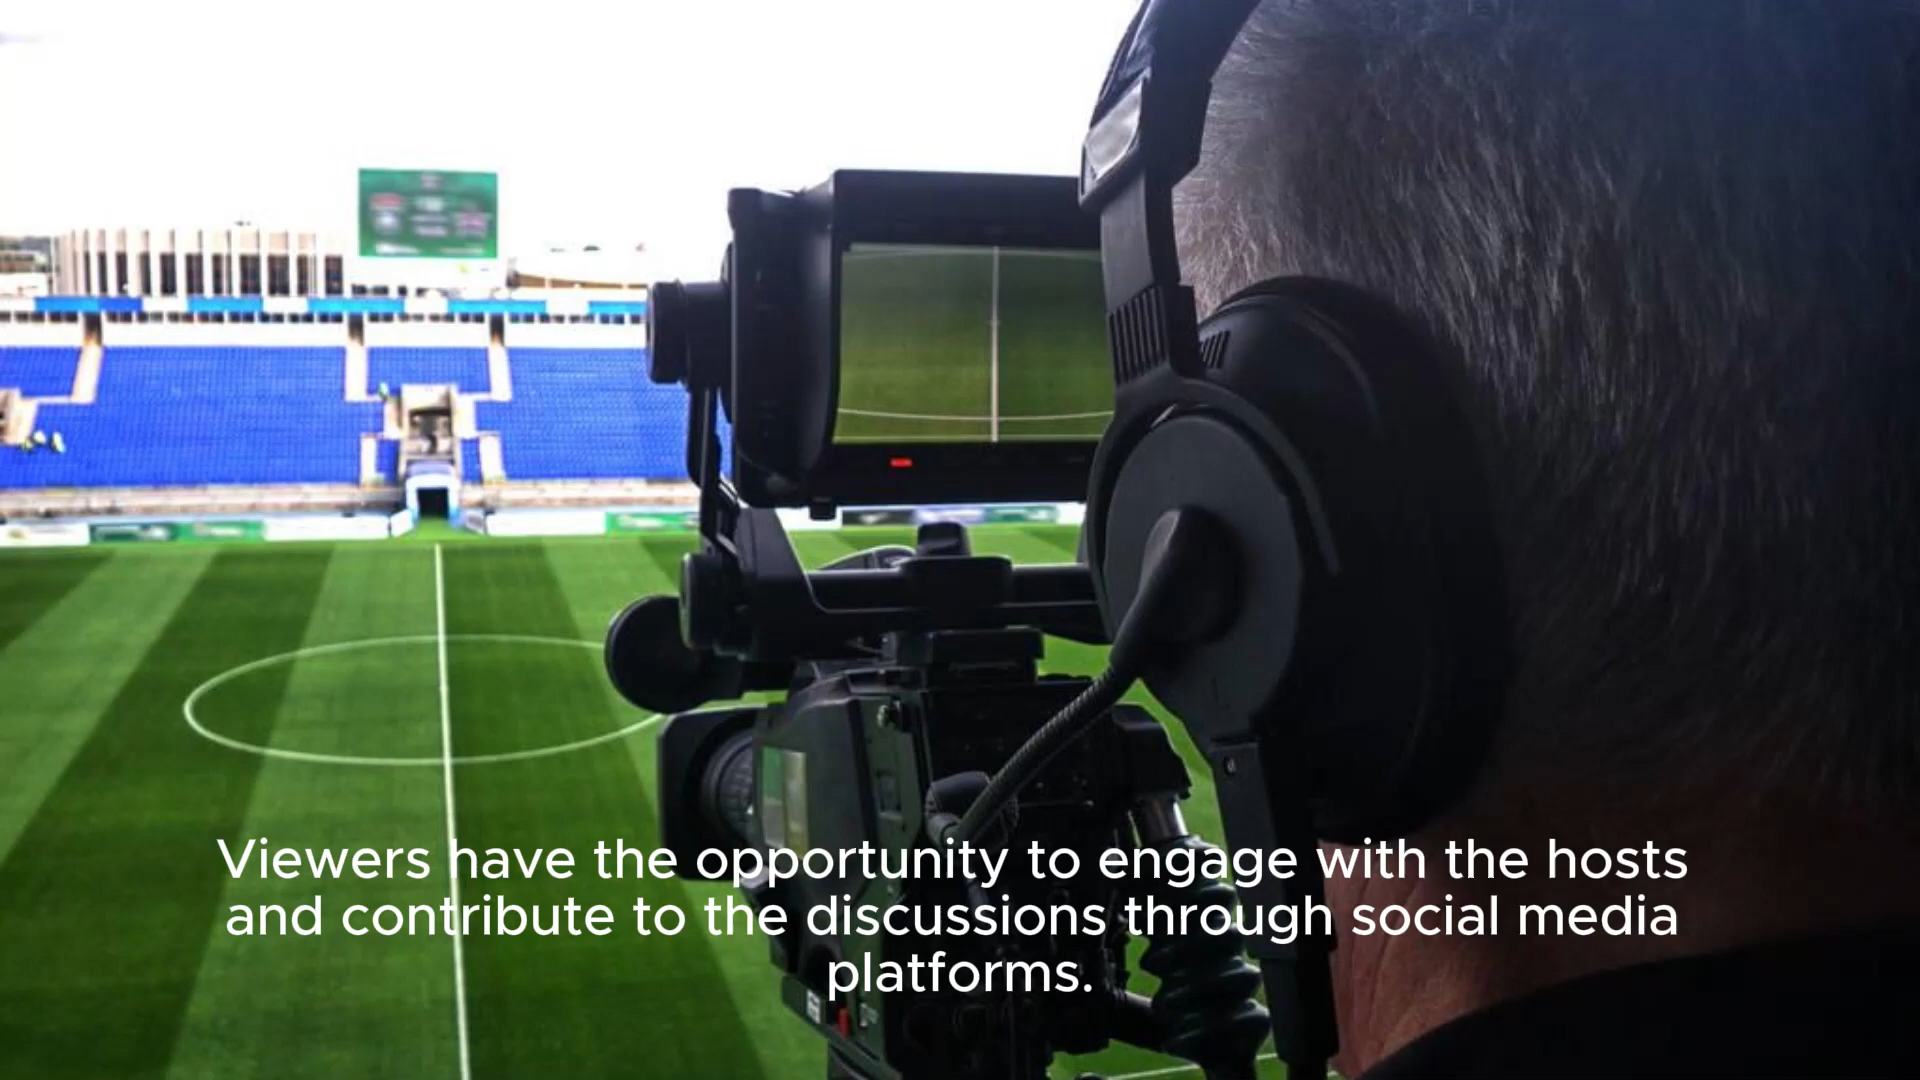 Viewers have the opportunity to engage with the hosts
and contribute to the discussions through social media
platforms.